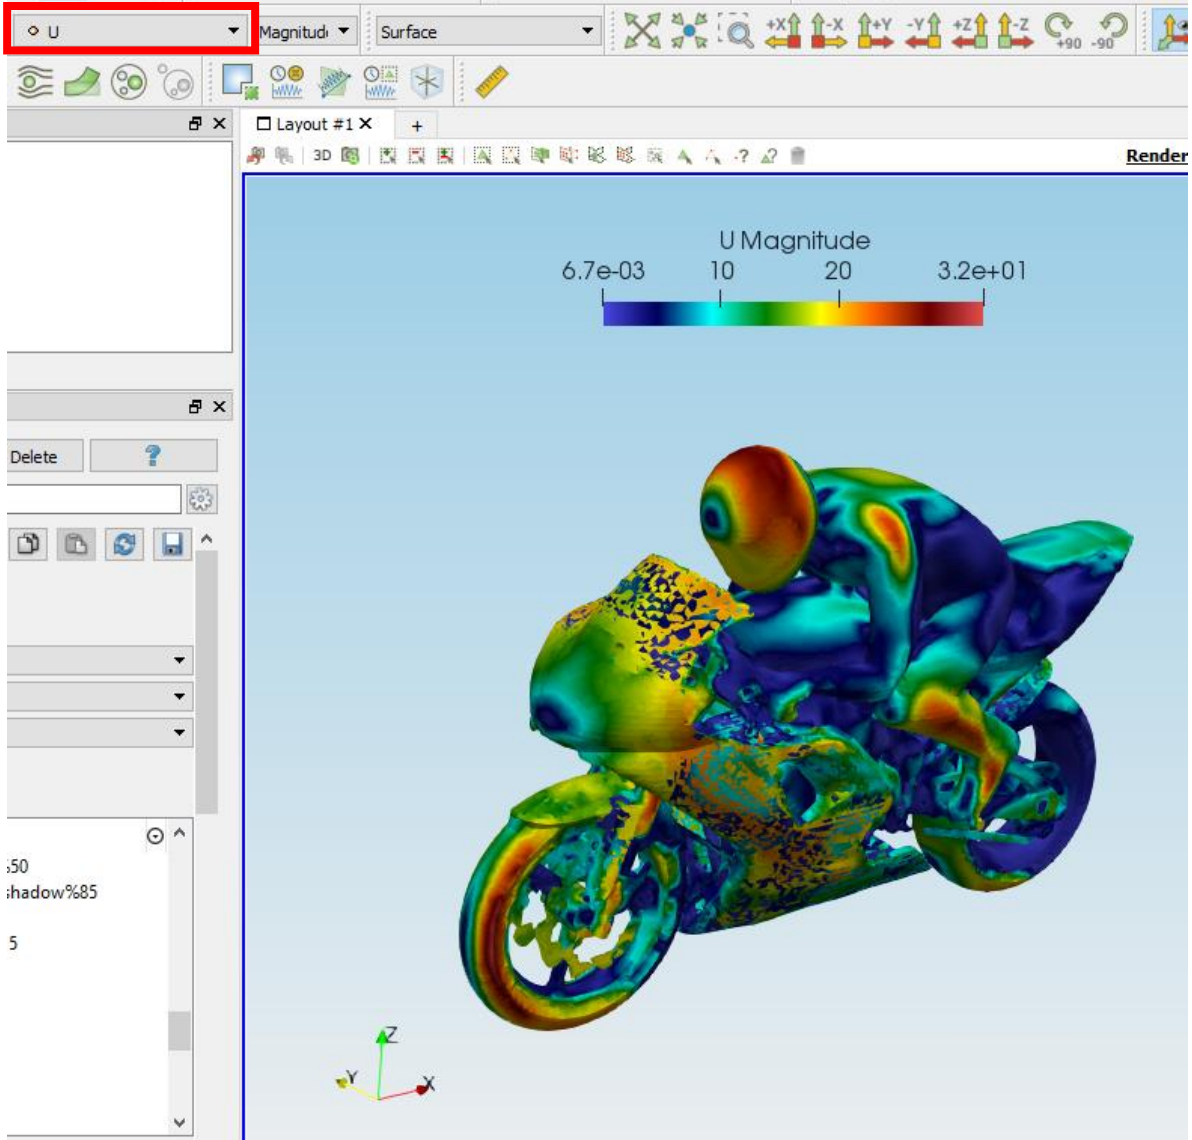 U
Magnitud
Surface
+X
-X
+Y
-Y
+Z
-Z
+90
-90
Layout #1
+
3D
Render
U Magnitude
6.7e-03 10 20 3.2e+01
Delete
?
%50
shadow%85
5
Z
Y
X